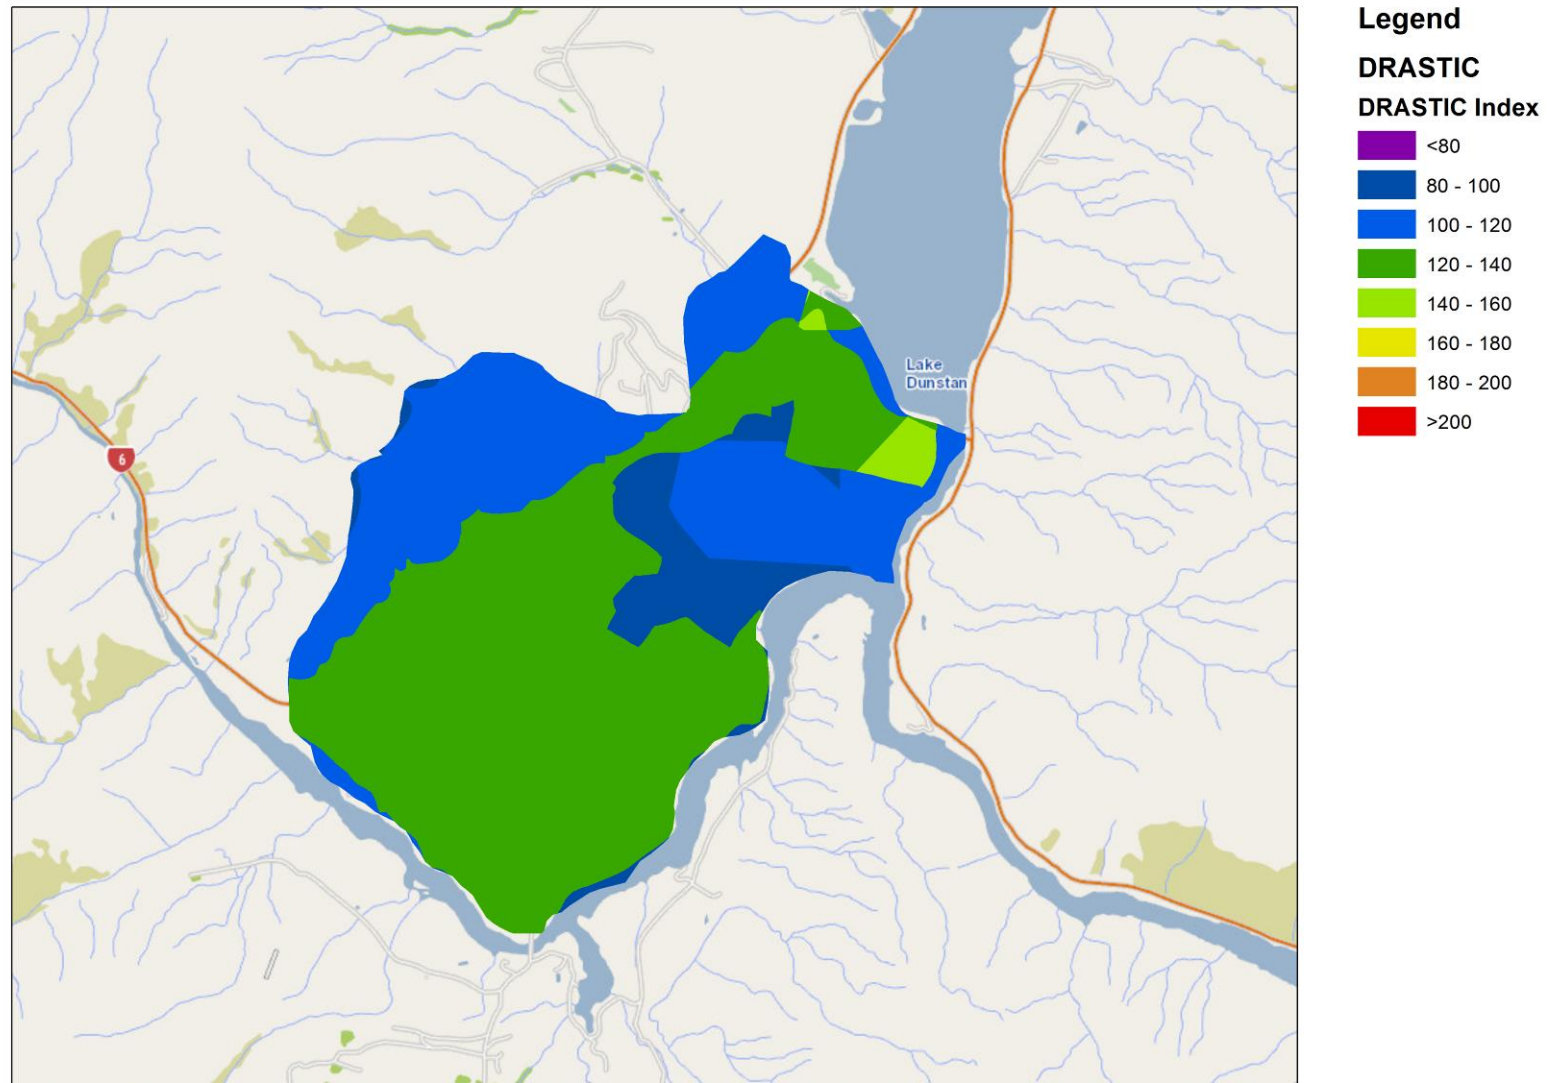 Legend
DRASTIC
DRASTIC Index
<80
80 - 100
100 - 120
120 - 140
140 - 160
160 - 180
180 - 200
>200
Lake
Dunstan
6